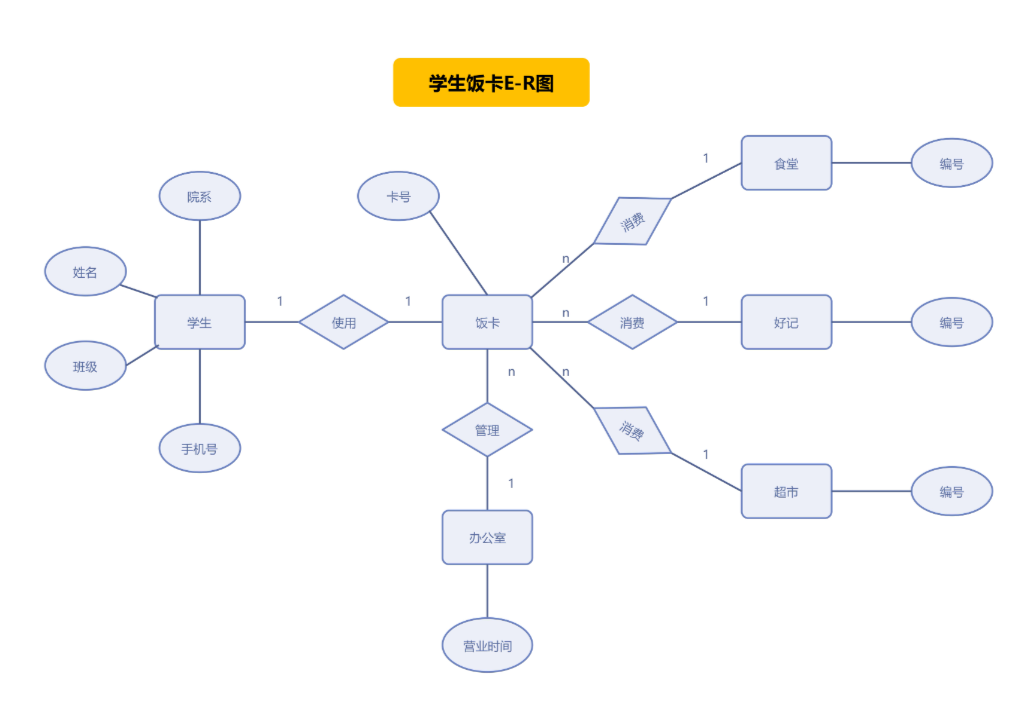 学生饭卡E-R图
1
食堂
编号
院系
卡号
消费
n
姓名
学生
1
使用
1
饭卡
n
消费
1
好记
编号
班级
n
n
管理
消费
手机号
1
1
超市
编号
办公室
营业时间